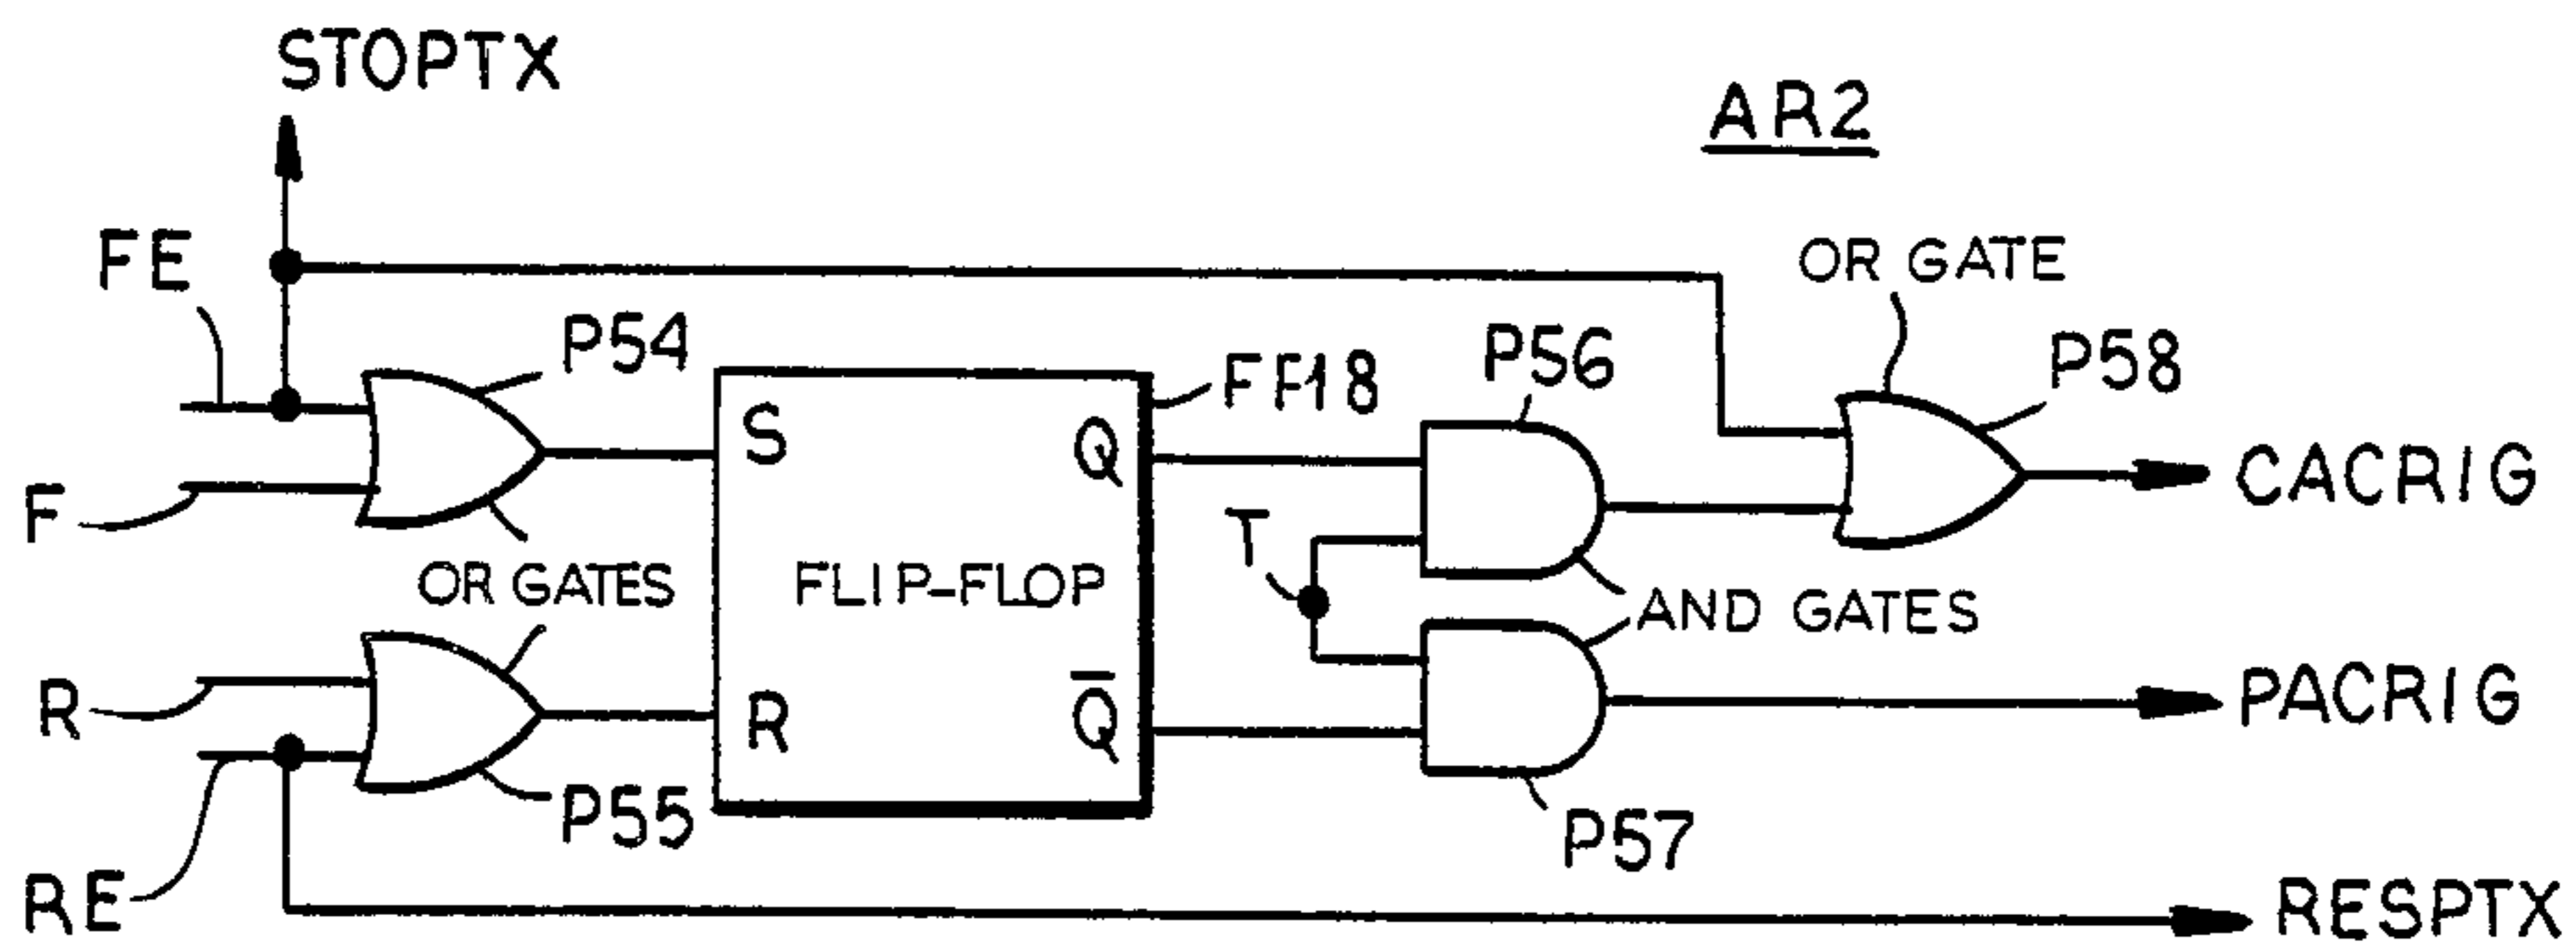 STOPTX
AR2
FE
OR GATE
P54
P56
P58
FF18
F
S
Q
CACRIG
T
OR GATES
FLIP-FLOP
AND GATES
R
R
Q̅
PACRIG
P55
P57
RE
RESPTX